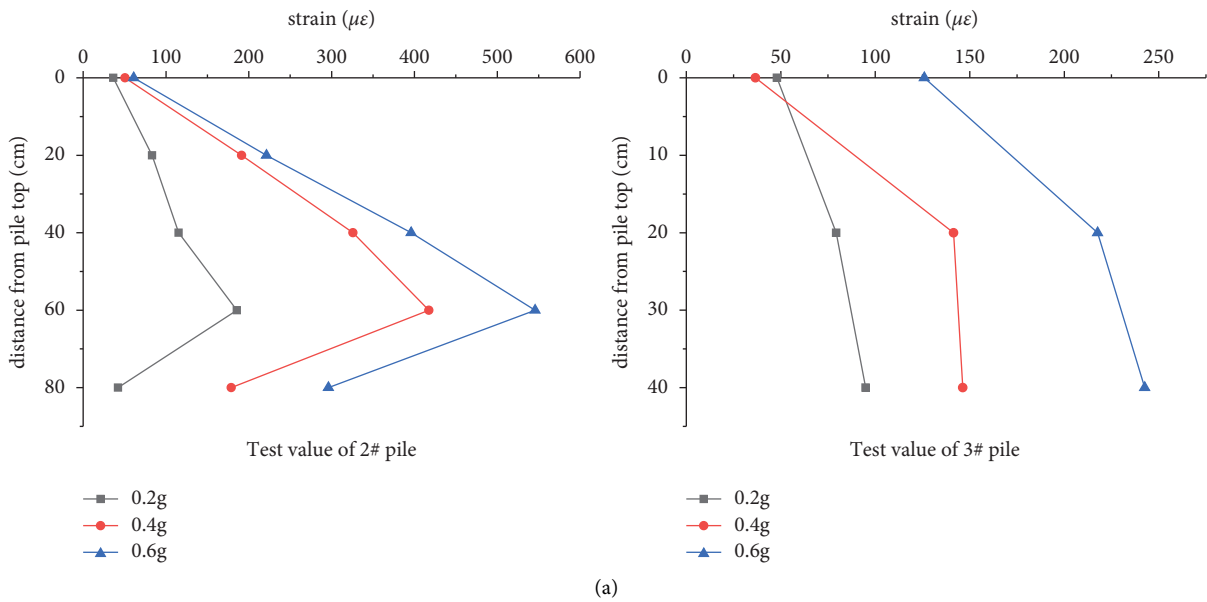 strain (με)
0 100 200 300 400 500 600
0
20
40
60
80
distance from pile top (cm)
Test value of 2# pile
0.2g
0.4g
0.6g
strain (με)
0 50 100 150 200 250
0
10
20
30
40
distance from pile top (cm)
Test value of 3# pile
0.2g
0.4g
0.6g
(a)